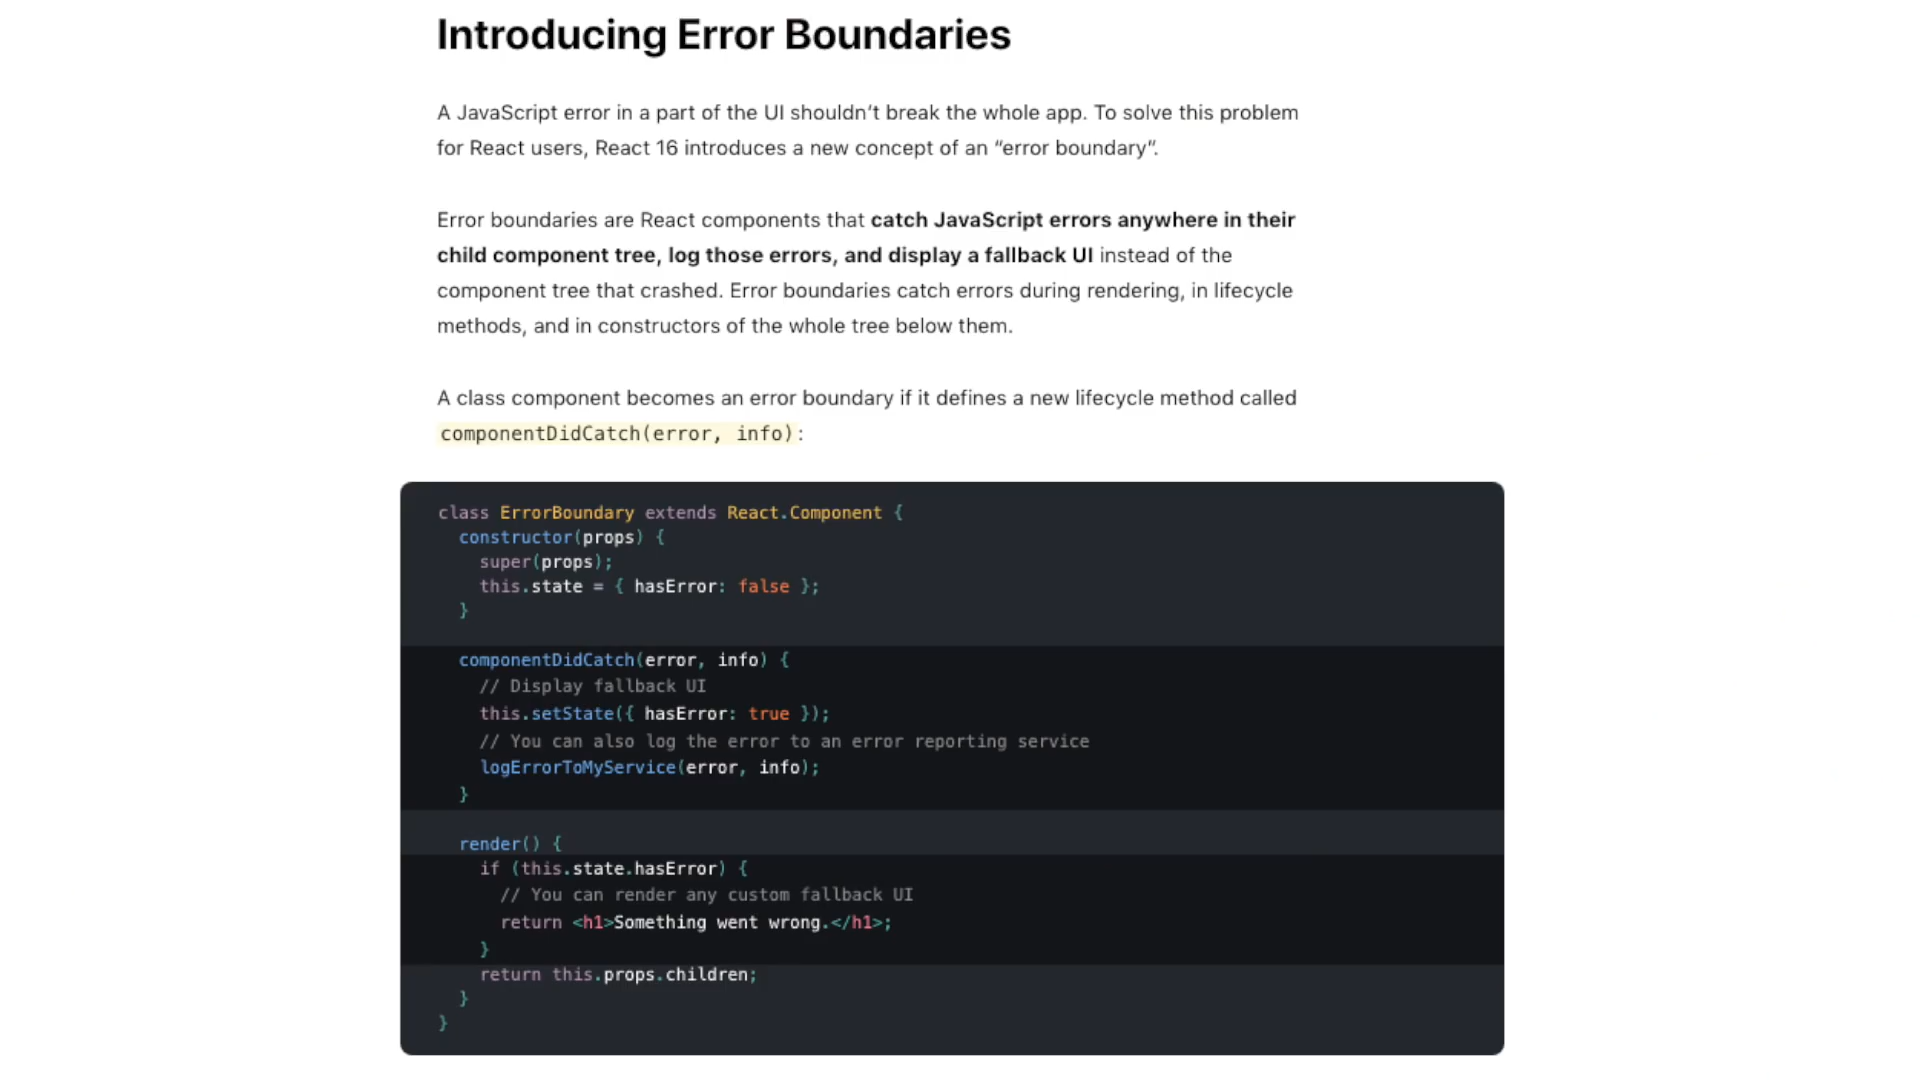 Introducing Error Boundaries
A JavaScript error in a part of the UI shouldn’t break the whole app. To solve this problem
for React users, React 16 introduces a new concept of an “error boundary”.
Error boundaries are React components that catch JavaScript errors anywhere in their
child component tree, log those errors, and display a fallback UI instead of the
component tree that crashed. Error boundaries catch errors during rendering, in lifecycle
methods, and in constructors of the whole tree below them.
A class component becomes an error boundary if it defines a new lifecycle method called
componentDidCatch(error, info):
class ErrorBoundary extends React.Component {
  constructor(props) {
    super(props);
    this.state = { hasError: false };
  }
  componentDidCatch(error, info) {
    // Display fallback UI
    this.setState({ hasError: true });
    // You can also log the error to an error reporting service
    logErrorToMyService(error, info);
  }
  render() {
    if (this.state.hasError) {
      // You can render any custom fallback UI
      return <h1>Something went wrong.</h1>;
    }
    return this.props.children;
  }
}